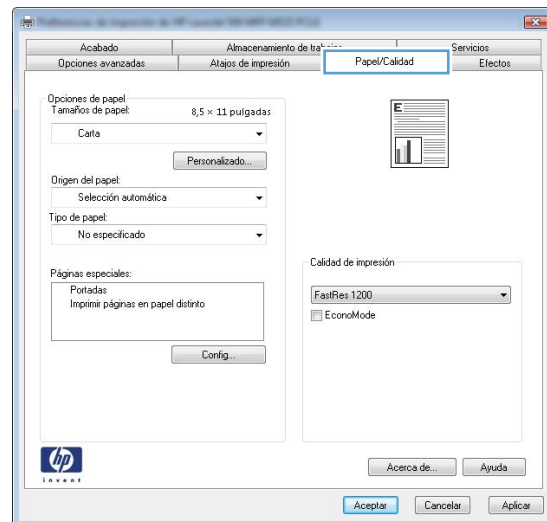 Acabado
Almacenamiento de trabajos
Servicios
Opciones avanzadas
Atajos de impresión
Papel/Calidad
Efectos
Opciones de papel
Tamaños de papel:
8,5 × 11 pulgadas
Carta
Personalizado...
Origen del papel:
Selección automática
Tipo de papel:
No especificado
Páginas especiales:
Portadas
Imprimir páginas en papel distinto
Config...
E
Calidad de impresión
FastRes 1200
EconoMode
hp
invent
Acerca de...
Ayuda
Aceptar
Cancelar
Aplicar